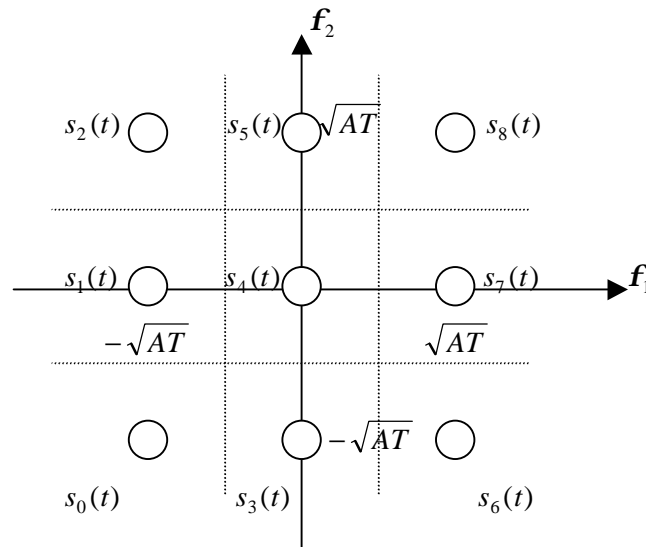 f₂
s₂(t) s₅(t) √AT s₈(t)
s₁(t) s₄(t) s₇(t) f₁
−√AT √AT
−√AT
s₀(t) s₃(t) s₆(t)